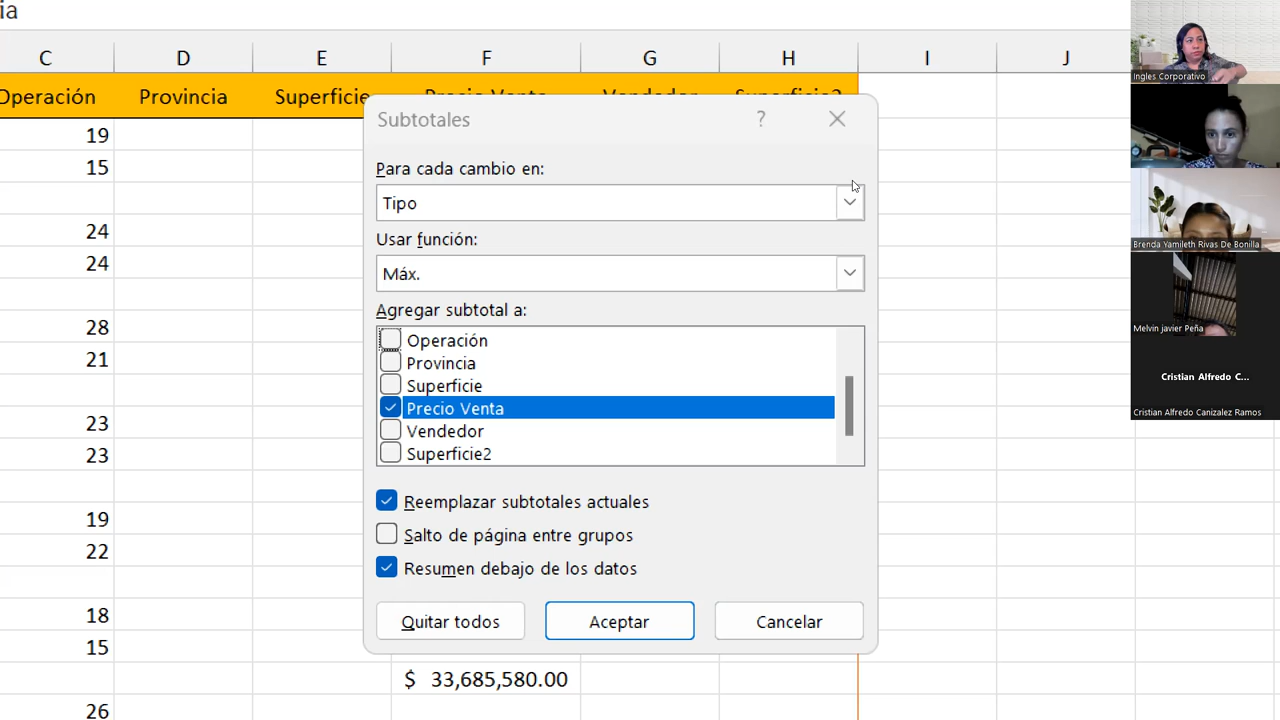 ia
C D E F G H I J
Operación Provincia Superficie
Subtotales ?
Para cada cambio en:
Tipo
Usar función:
Máx.
Agregar subtotal a:
Operación
Provincia
Superficie
Precio Venta
Vendedor
Superficie2
Reemplazar subtotales actuales
Salto de página entre grupos
Resumen debajo de los datos
Quitar todos Aceptar Cancelar
19
15
24
24
28
21
23
23
19
22
18
15
$ 33,685,580.00
26
Ingles Corporativo
Brenda Yamileth Rivas De Bonilla
Melvin javier Peña
Cristian Alfredo C...
Cristian Alfredo Canizalez Ramos